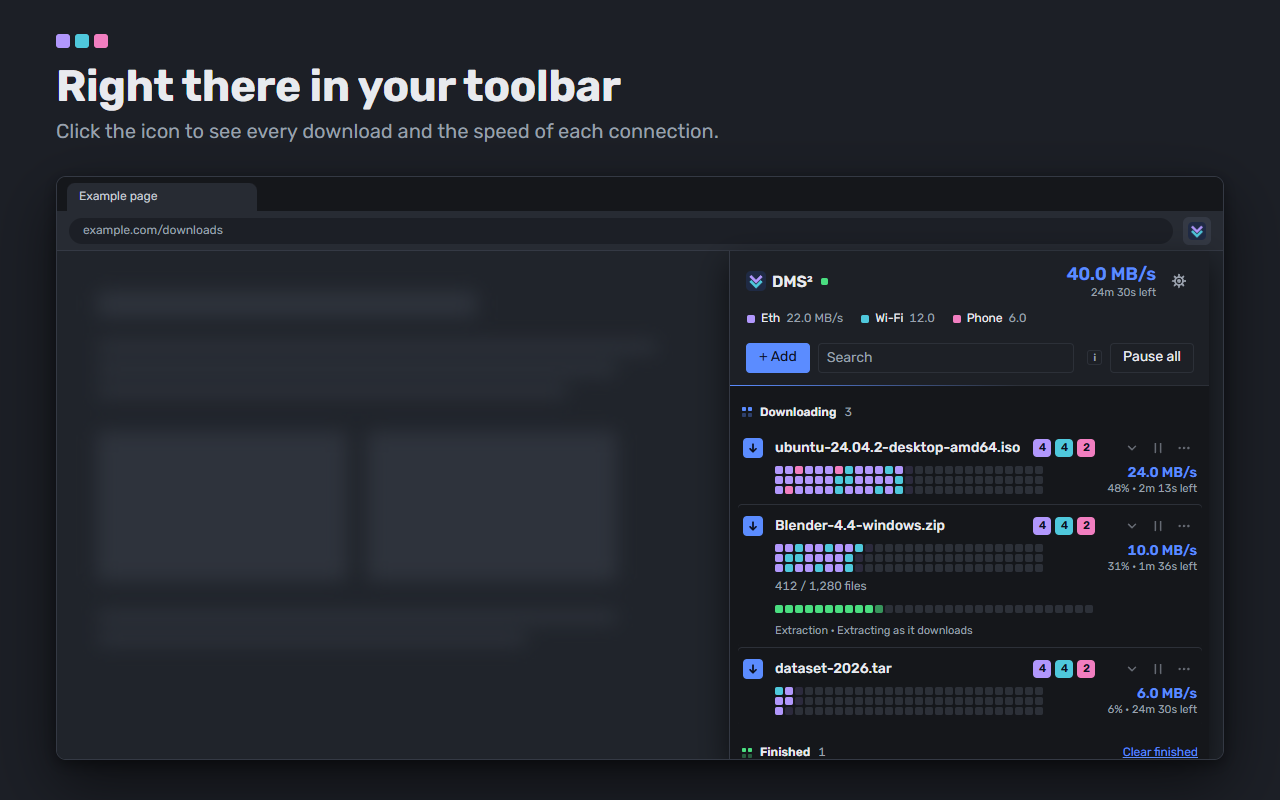 Right there in your toolbar
Click the icon to see every download and the speed of each connection.
Example page
example.com/downloads
DMS²
40.0 MB/s
24m 30s left
Eth 22.0 MB/s Wi-Fi 12.0 Phone 6.0
+ Add Search i Pause all
Downloading 3
ubuntu-24.04.2-desktop-amd64.iso 4 4 2
24.0 MB/s
48% • 2m 13s left
Blender-4.4-windows.zip 4 4 2
10.0 MB/s
31% • 1m 36s left
412 / 1,280 files
Extraction • Extracting as it downloads
dataset-2026.tar 4 4 2
6.0 MB/s
6% • 24m 30s left
Finished 1 Clear finished